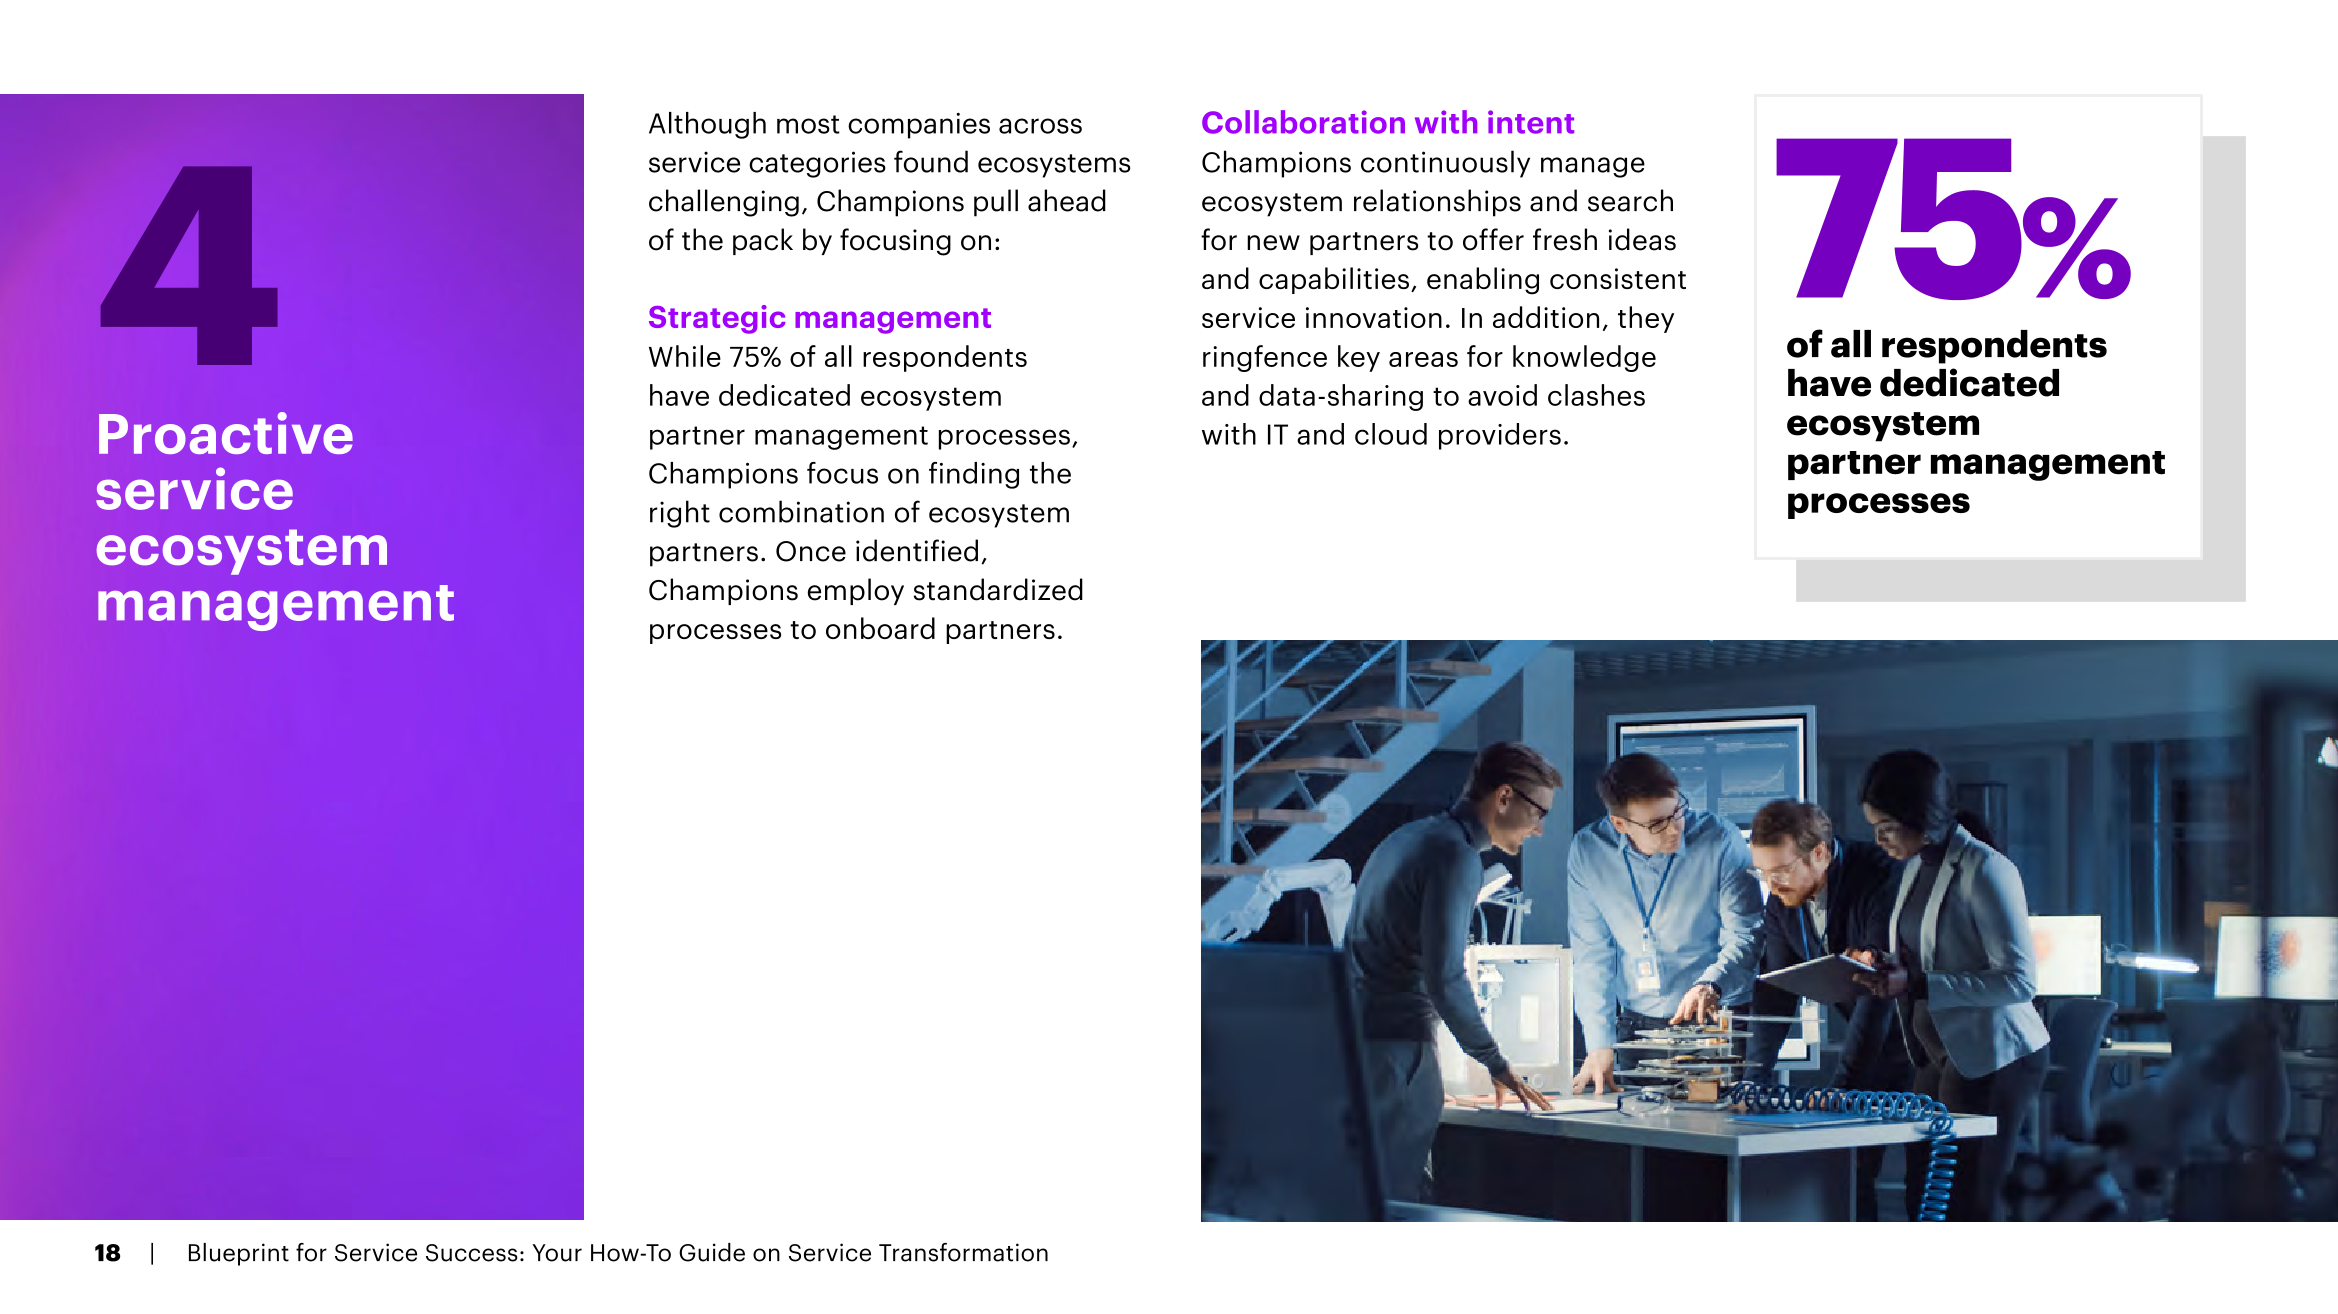 4
Proactive
service
ecosystem
management
Although most companies across
service categories found ecosystems
challenging, Champions pull ahead
of the pack by focusing on:
Strategic management
While 75% of all respondents
have dedicated ecosystem
partner management processes,
Champions focus on finding the
right combination of ecosystem
partners. Once identified,
Champions employ standardized
processes to onboard partners.
Collaboration with intent
Champions continuously manage
ecosystem relationships and search
for new partners to offer fresh ideas
and capabilities, enabling consistent
service innovation. In addition, they
ringfence key areas for knowledge
and data-sharing to avoid clashes
with IT and cloud providers.
75%
of all respondents
have dedicated
ecosystem
partner management
processes
18 | Blueprint for Service Success: Your How-To Guide on Service Transformation